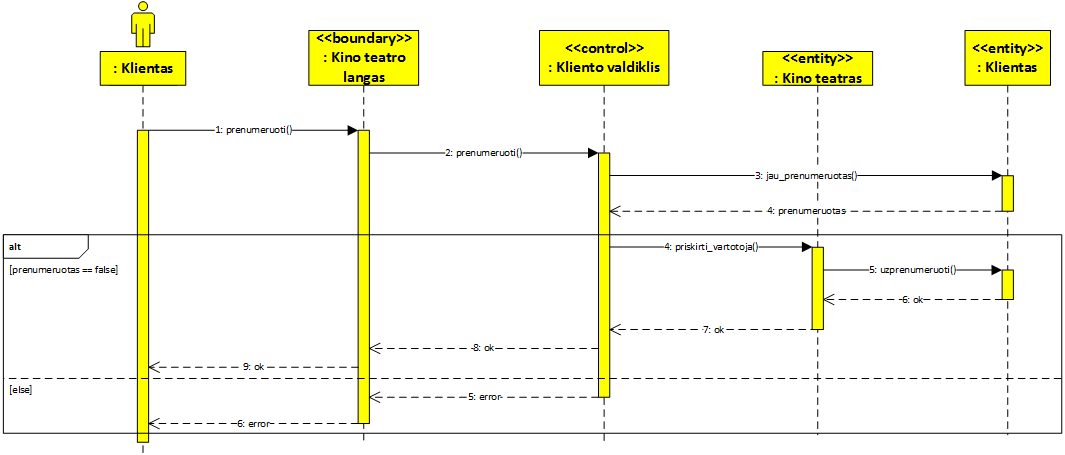 : Klientas
<<boundary>>
: Kino teatro
langas
<<control>>
: Kliento valdiklis
<<entity>>
: Kino teatras
<<entity>>
: Klientas
1: prenumeruoti()
2: prenumeruoti()
3: jau_prenumeruotas()
4: prenumeruotas
alt
[prenumeruotas == false]
4: priskirti_vartotoja()
5: uzprenumeruoti()
6: ok
7: ok
8: ok
9: ok
[else]
5: error
6: error